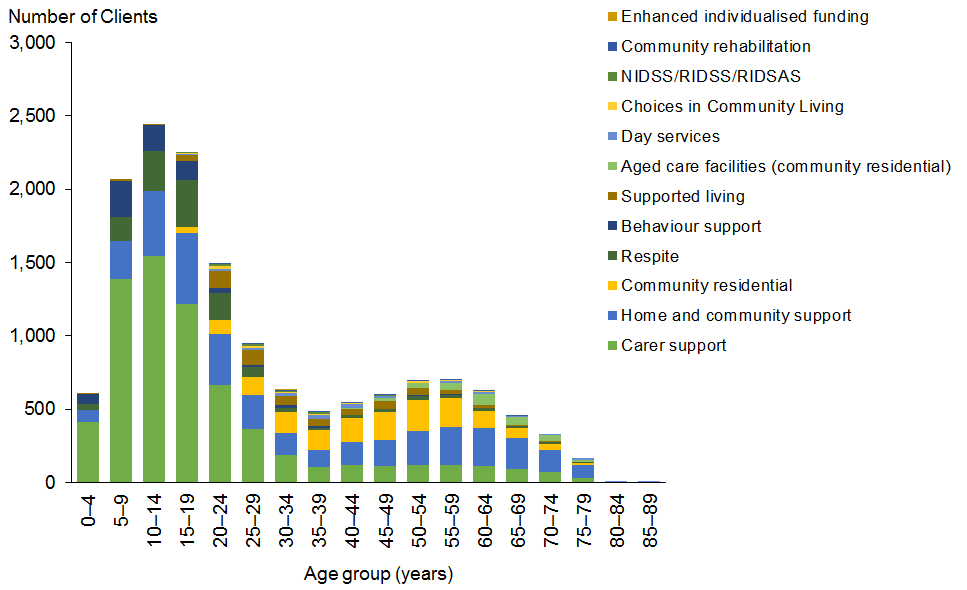 Number of Clients
3,000
2,500
2,000
1,500
1,000
500
0
0–4
5–9
10–14
15–19
20–24
25–29
30–34
35–39
40–44
45–49
50–54
55–59
60–64
65–69
70–74
75–79
80–84
85–89
Age group (years)
Enhanced individualised funding
Community rehabilitation
NIDSS/RIDSS/RIDSAS
Choices in Community Living
Day services
Aged care facilities (community residential)
Supported living
Behaviour support
Respite
Community residential
Home and community support
Carer support